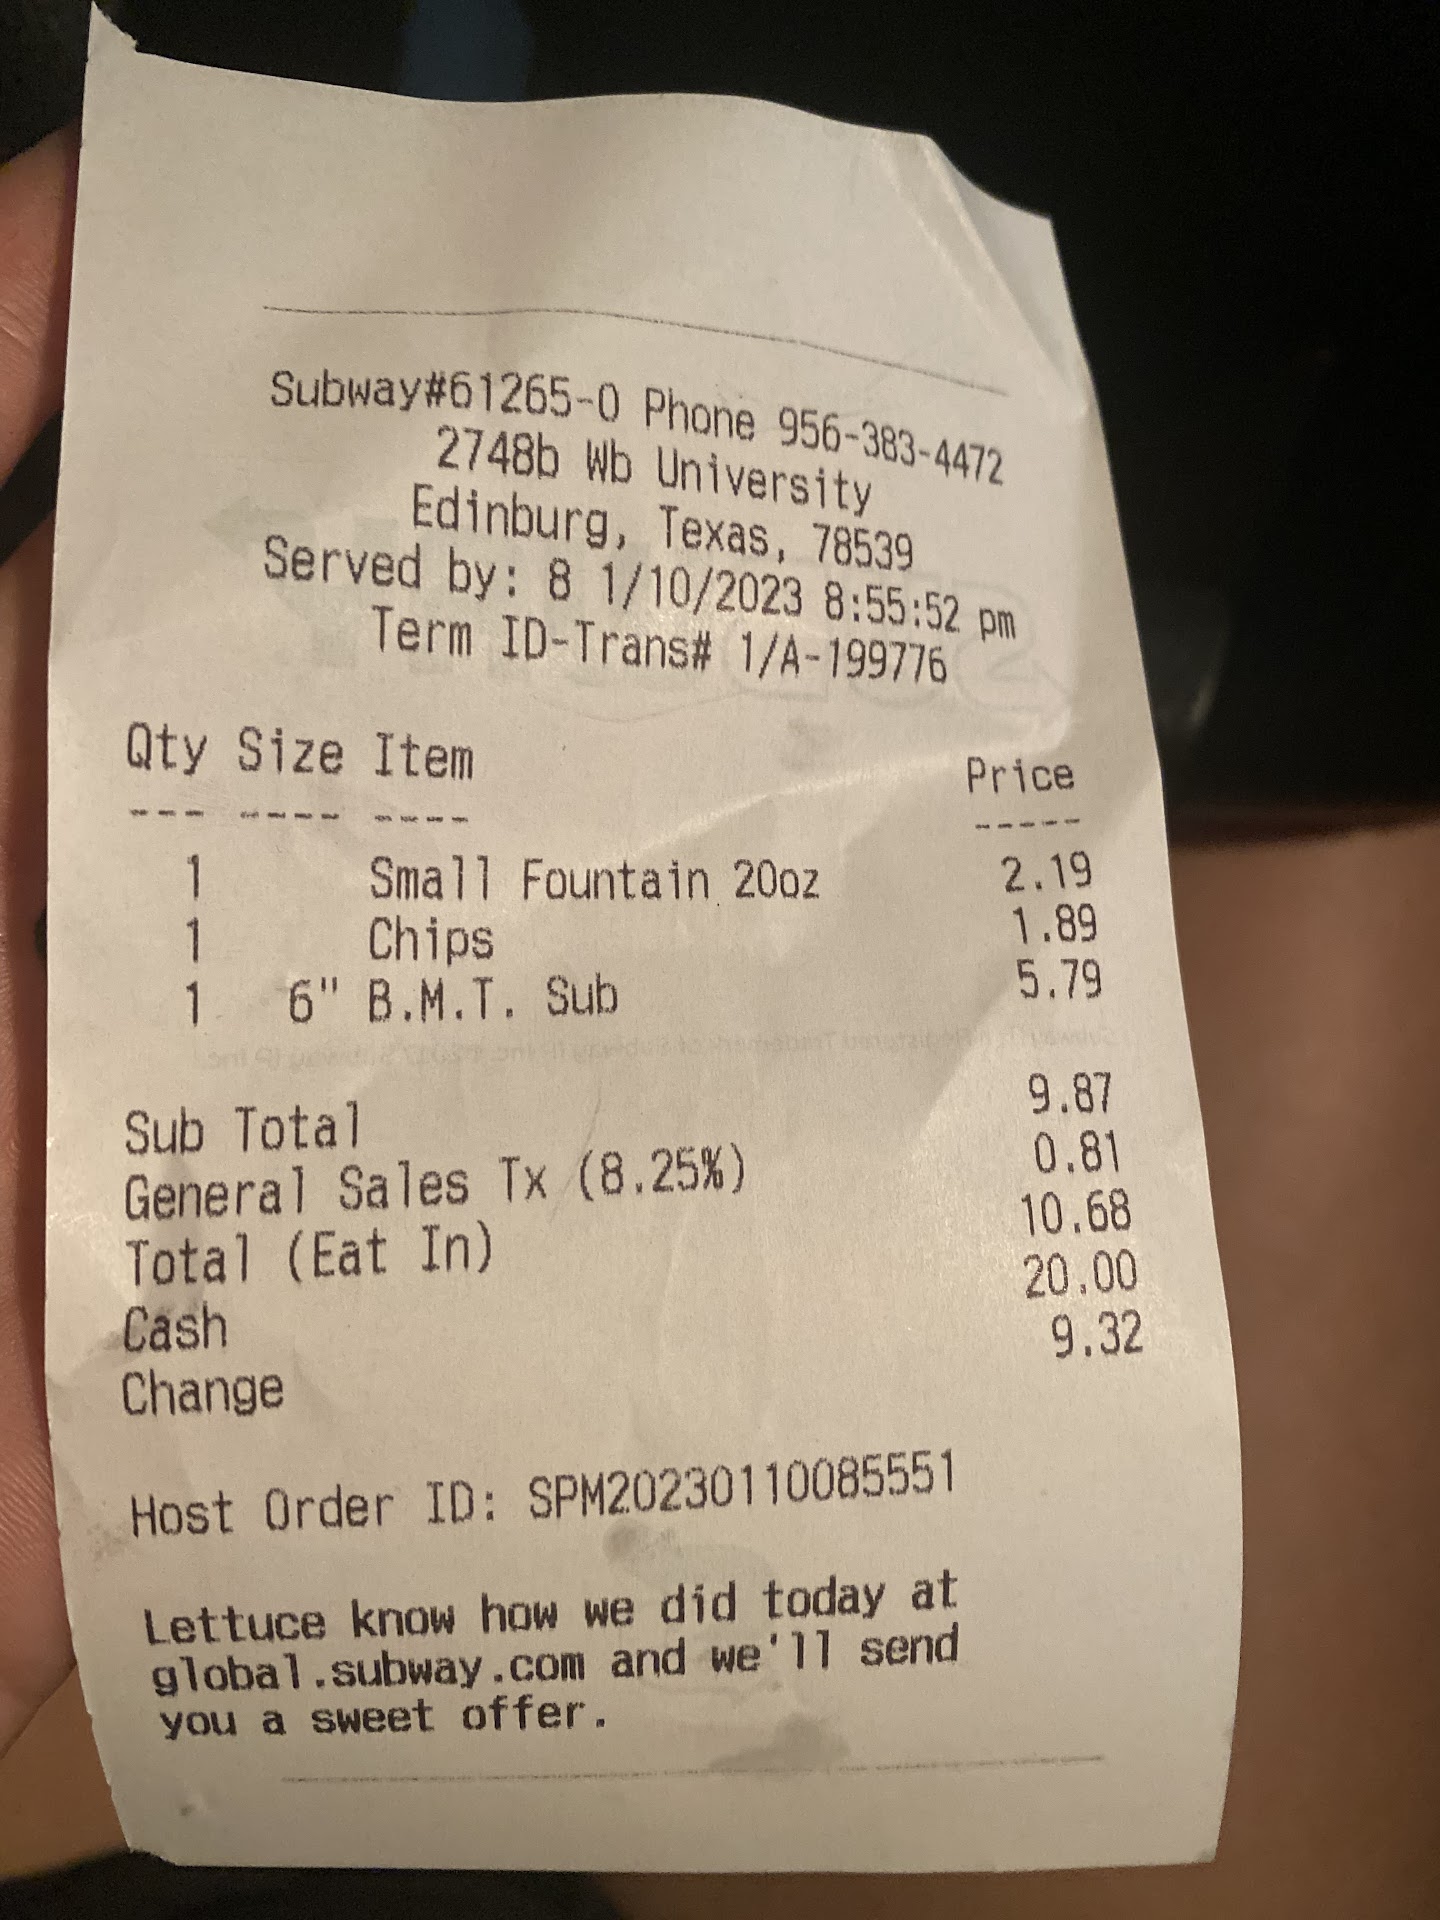 Subway#61265-0 Phone 956-383-4472
2748b Wb University
Edinburg, Texas, 78539
Served by: 8 1/10/2023 8:55:52 pm
Term ID-Trans# 1/A-199776
Qty Size Item Price
--- ---- ---- -----
1 Small Fountain 20oz 2.19
1 Chips 1.89
1 6" B.M.T. Sub 5.79
Sub Total 9.87
General Sales Tx (8.25%) 0.81
Total (Eat In) 10.68
Cash 20.00
Change 9.32
Host Order ID: SPM20230110085551
Lettuce know how we did today at
global.subway.com and we'll send
you a sweet offer.